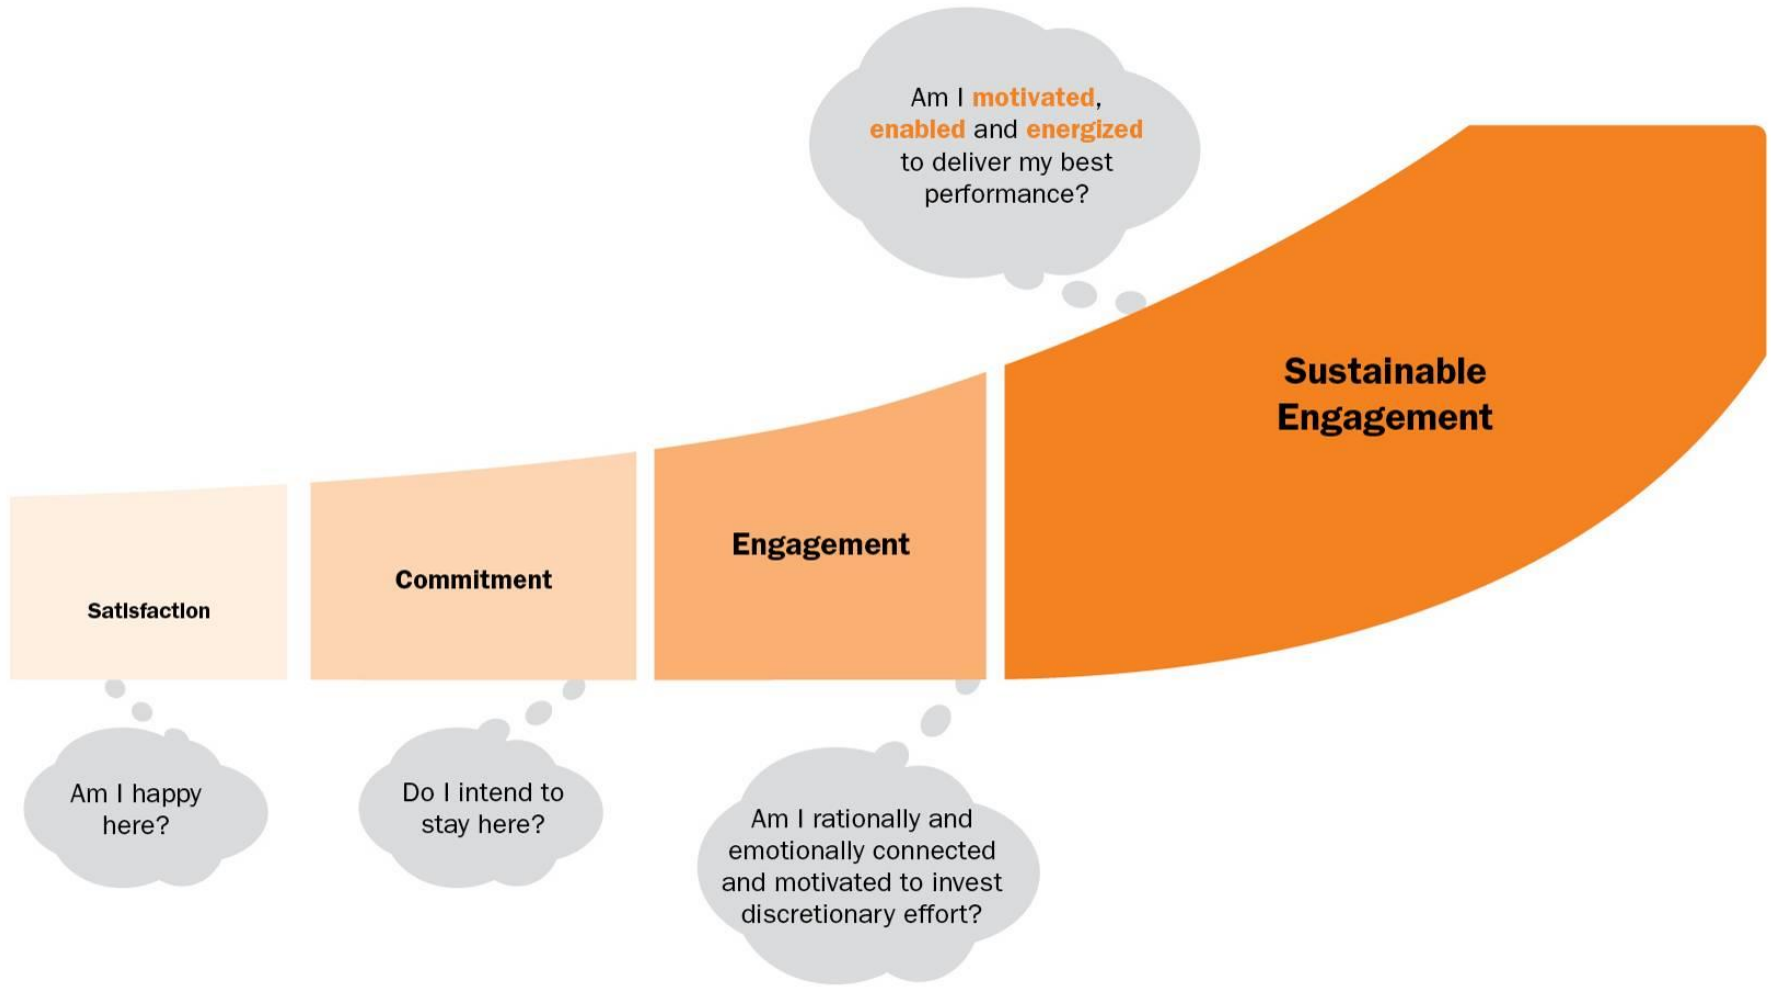 Am I motivated,
enabled and energized
to deliver my best
performance?
Sustainable
Engagement
Engagement
Commitment
Satisfaction
Am I happy
here?
Do I intend to
stay here?
Am I rationally and
emotionally connected
and motivated to invest
discretionary effort?